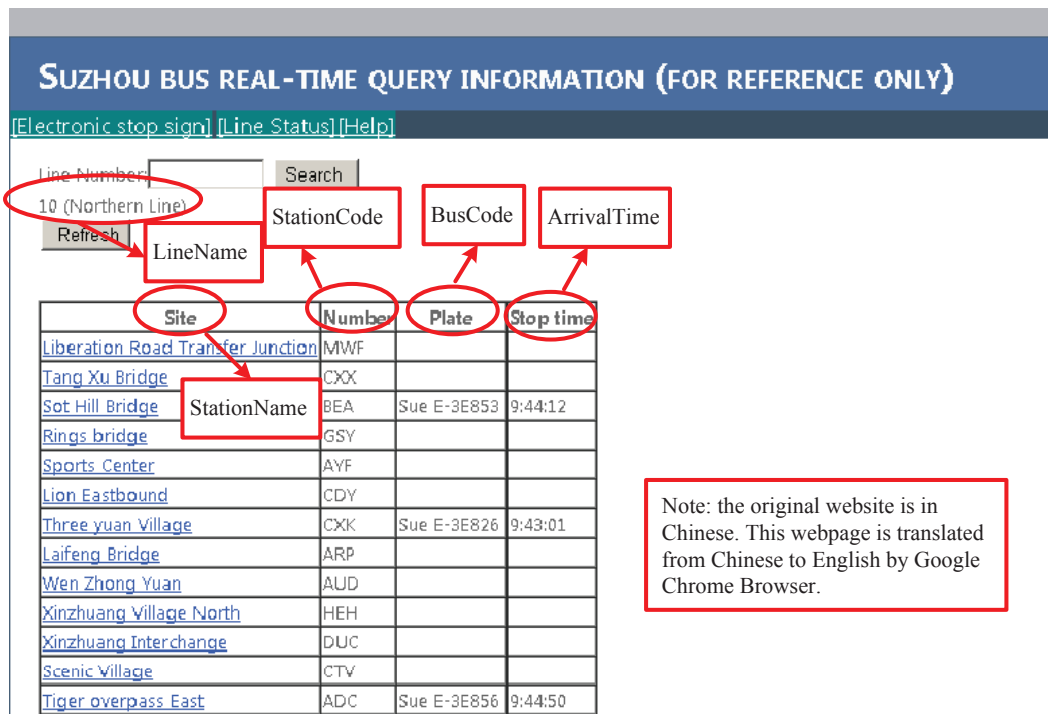 SUZHOU BUS REAL-TIME QUERY INFORMATION (FOR REFERENCE ONLY)
[Electronic stop sign] [Line Status] [Help]
Line Number: Search
10 (Northern Line)
Refresh
LineName
StationCode
BusCode
ArrivalTime
Site Number Plate Stop time
Liberation Road Transfer Junction MWF
Tang Xu Bridge CXX
Sot Hill Bridge BEA Sue E-3E853 9:44:12
StationName
Rings bridge GSY
Sports Center AYF
Lion Eastbound CDY
Three yuan Village CXK Sue E-3E826 9:43:01
Laifeng Bridge ARP
Wen Zhong Yuan AUD
Xinzhuang Village North HEH
Xinzhuang Interchange DUC
Scenic Village CTV
Tiger overpass East ADC Sue E-3E856 9:44:50
Note: the original website is in
Chinese. This webpage is translated
from Chinese to English by Google
Chrome Browser.